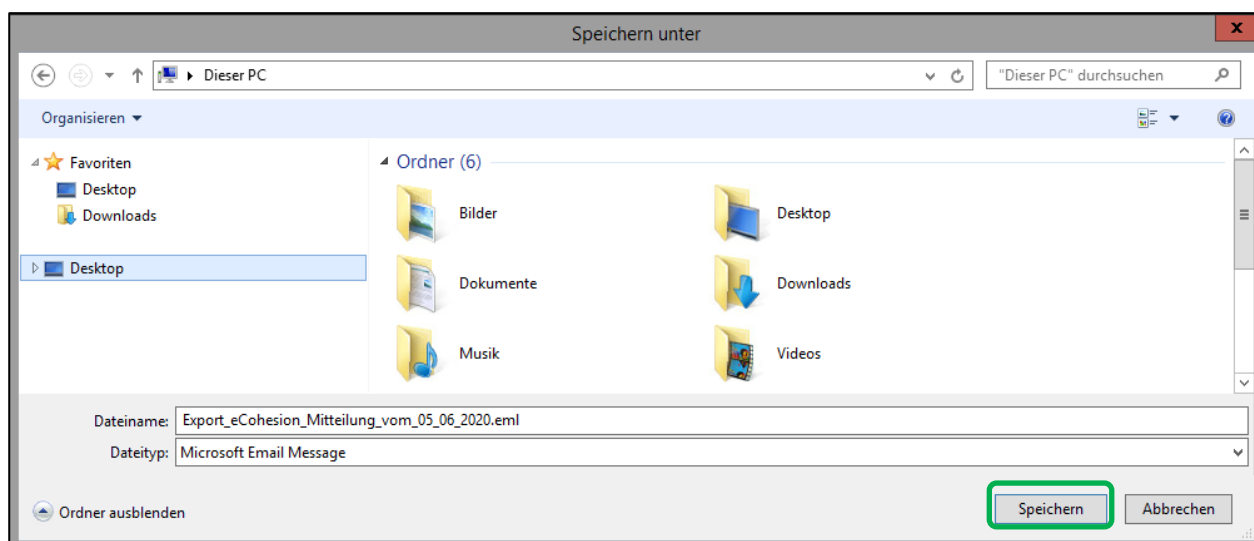 Speichern unter
x
Dieser PC
"Dieser PC" durchsuchen
Organisieren
Favoriten
Desktop
Downloads
Desktop
Ordner (6)
Bilder
Desktop
Dokumente
Downloads
Musik
Videos
Dateiname: Export_eCohesion_Mitteilung_vom_05_06_2020.eml
Dateityp: Microsoft Email Message
Ordner ausblenden
Speichern
Abbrechen